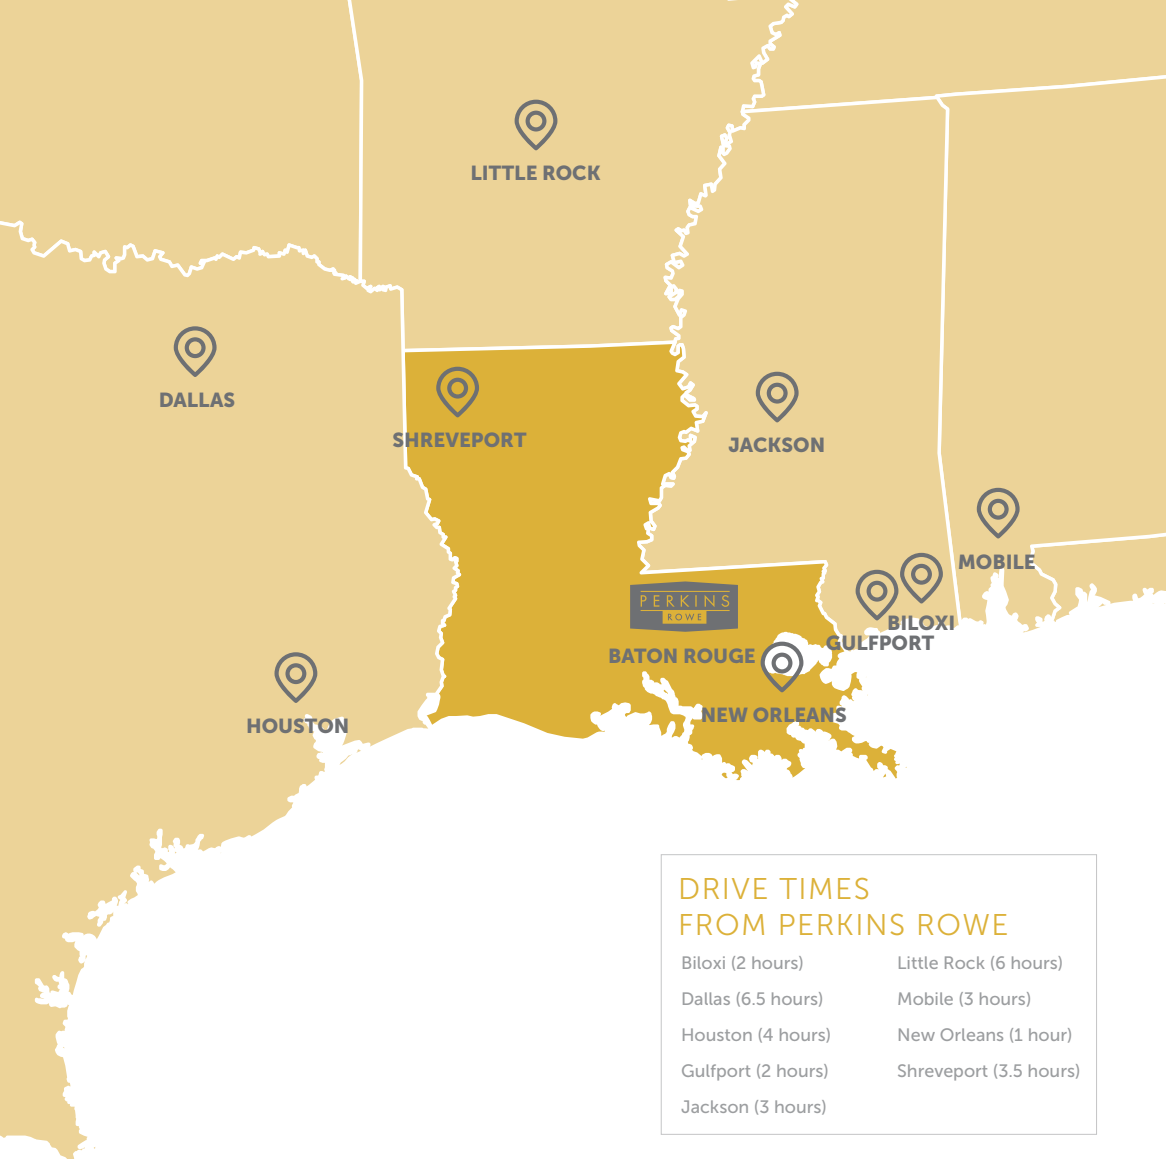 LITTLE ROCK
DALLAS
SHREVEPORT
JACKSON
MOBILE
PERKINS
ROWE
BILOXI
GULFPORT
BATON ROUGE
NEW ORLEANS
HOUSTON
DRIVE TIMES
FROM PERKINS ROWE
Biloxi (2 hours)
Dallas (6.5 hours)
Houston (4 hours)
Gulfport (2 hours)
Jackson (3 hours)
Little Rock (6 hours)
Mobile (3 hours)
New Orleans (1 hour)
Shreveport (3.5 hours)